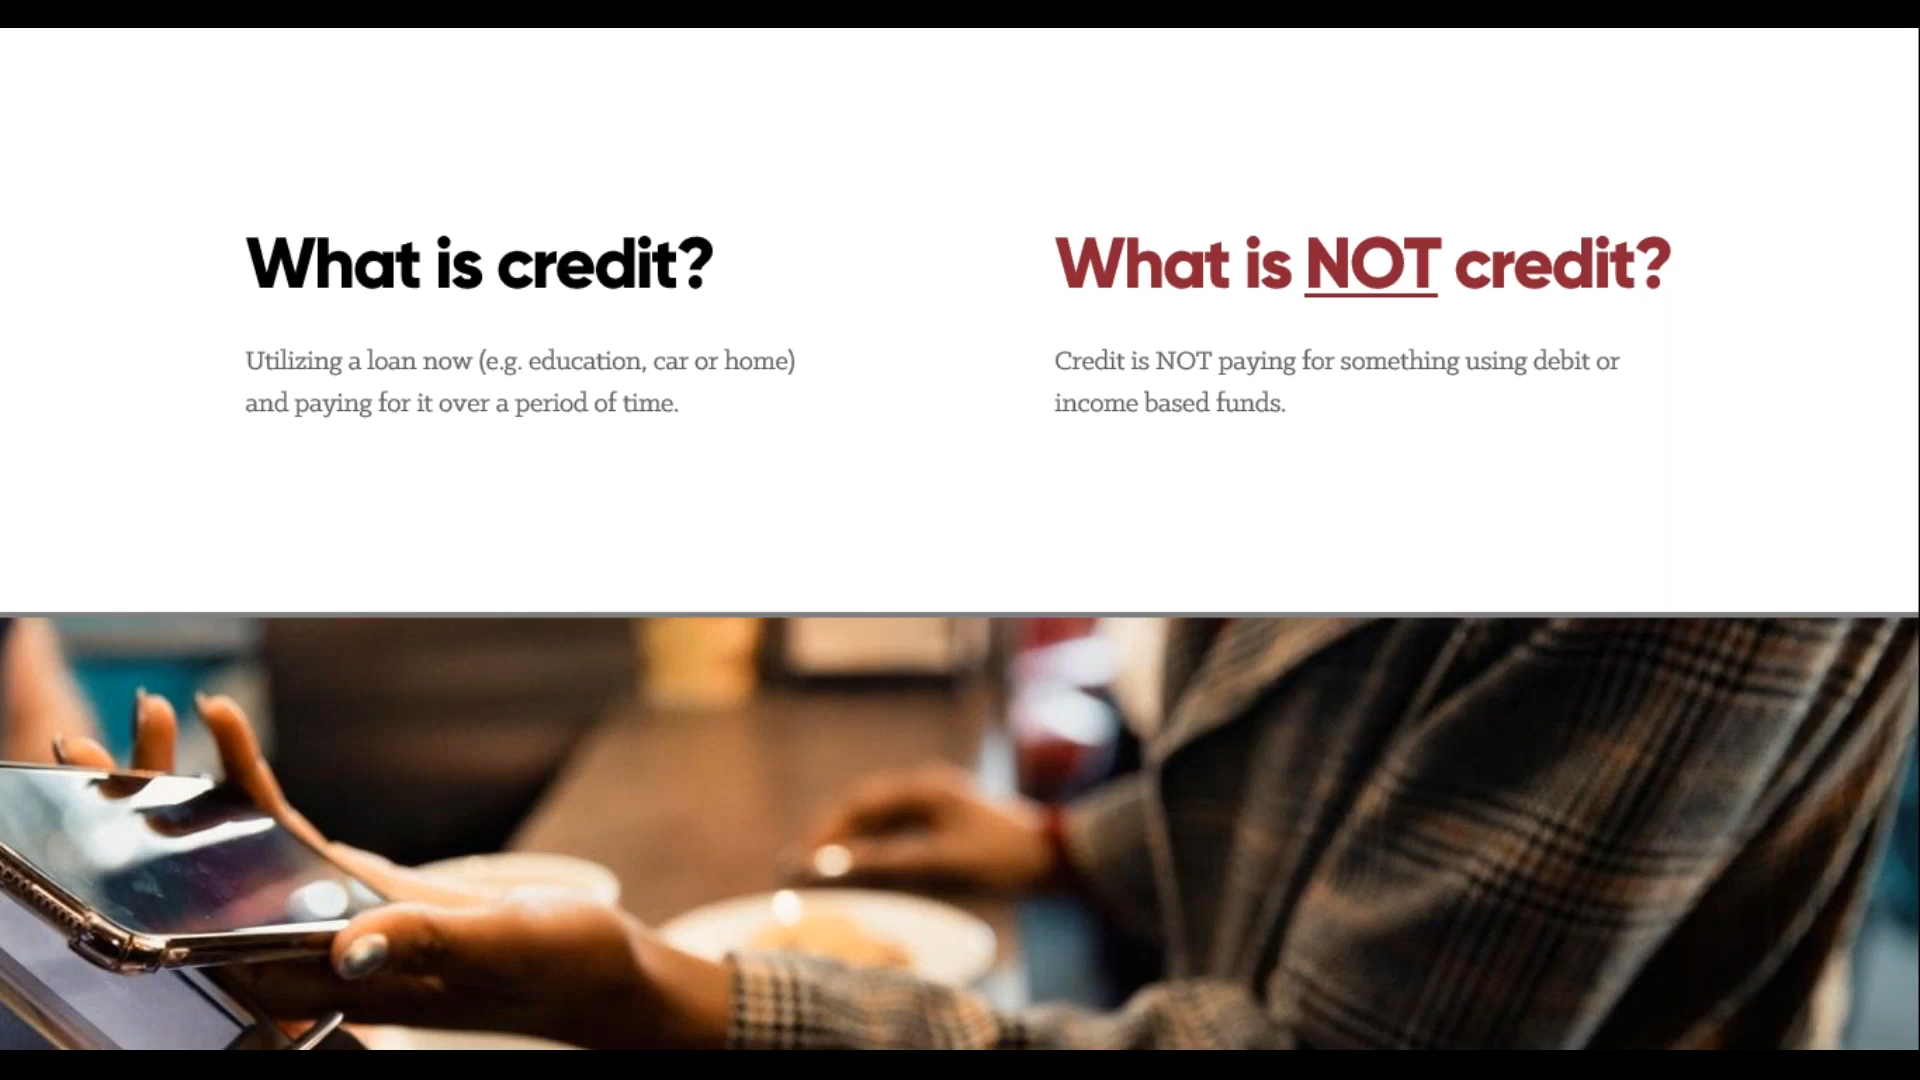 What is credit?
Utilizing a loan now (e.g. education, car or home)
and paying for it over a period of time.
What is NOT credit?
Credit is NOT paying for something using debit or
income based funds.